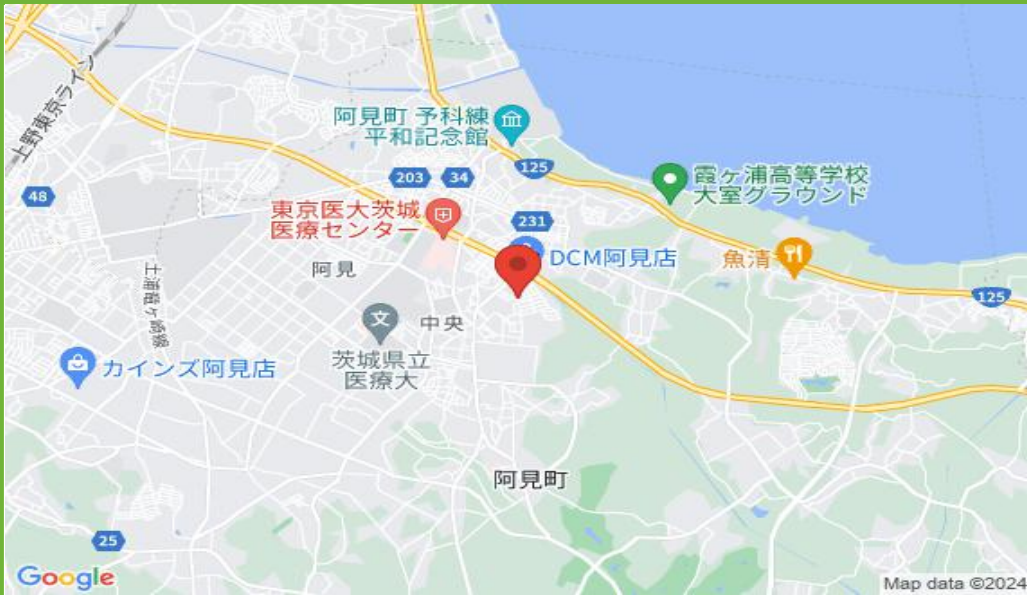 上野東京ライン
阿見町 予科練
平和記念館
125
203
34
霞ヶ浦高等学校
大室グラウンド
48
東京医大茨城
医療センター
231
DCM阿見店
魚清
阿見
土浦竜ヶ崎線
125
中央
茨城県立
医療大
カインズ阿見店
阿見町
25
Google
Map data ©2024